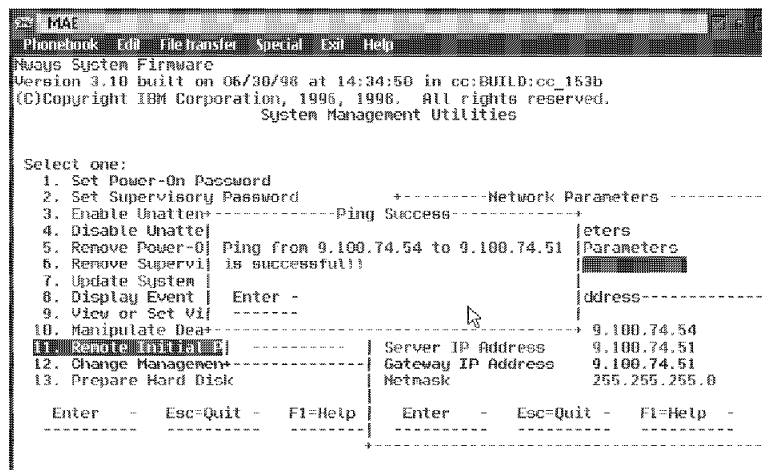 MAE
Phonebook Edit File Transfer Special Exit Help
Nways System Firmware
Version 3.10 built on 06/30/98 at 14:34:50 in cc:BUILD:cc_153b
(C)Copyright IBM Corporation, 1996, 1998. All rights reserved.
System Management Utilities
Select one:
1. Set Power-On Password
2. Set Supervisory Password +---------Network Parameters ----------
3. Enable Unatten+--------------Ping Success--------------+
4. Disable Unatte| |eters
5. Remove Power-O| Ping from 9.100.74.54 to 9.100.74.51 |Parameters
6. Remove Supervi| is successful!!
7. Update System | |
8. Display Event | Enter - |ddress-------------
9. View or Set Vi| ------- |
10. Manipulate Dea+----------------------------------------+ 9.100.74.54
11. Remote Initial P| ---------- | Server IP Address 9.100.74.51
12. Change Managemen+----------------| Gateway IP Address 9.100.74.51
13. Prepare Hard Disk | Netmask 255.255.255.0
Enter - Esc=Quit - F1=Help | Enter - Esc=Quit - F1=Help -